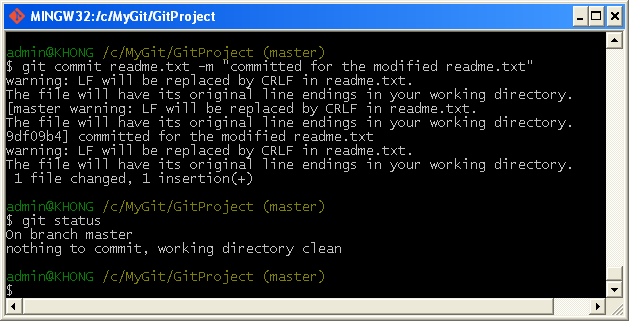 MINGW32:/c/MyGit/GitProject
admin@KHONG /c/MyGit/GitProject (master)
$ git commit readme.txt -m "committed for the modified readme.txt"
warning: LF will be replaced by CRLF in readme.txt.
The file will have its original line endings in your working directory.
[master warning: LF will be replaced by CRLF in readme.txt.
The file will have its original line endings in your working directory.
9df09b4] committed for the modified readme.txt
warning: LF will be replaced by CRLF in readme.txt.
The file will have its original line endings in your working directory.
 1 file changed, 1 insertion(+)
admin@KHONG /c/MyGit/GitProject (master)
$ git status
On branch master
nothing to commit, working directory clean
admin@KHONG /c/MyGit/GitProject (master)
$